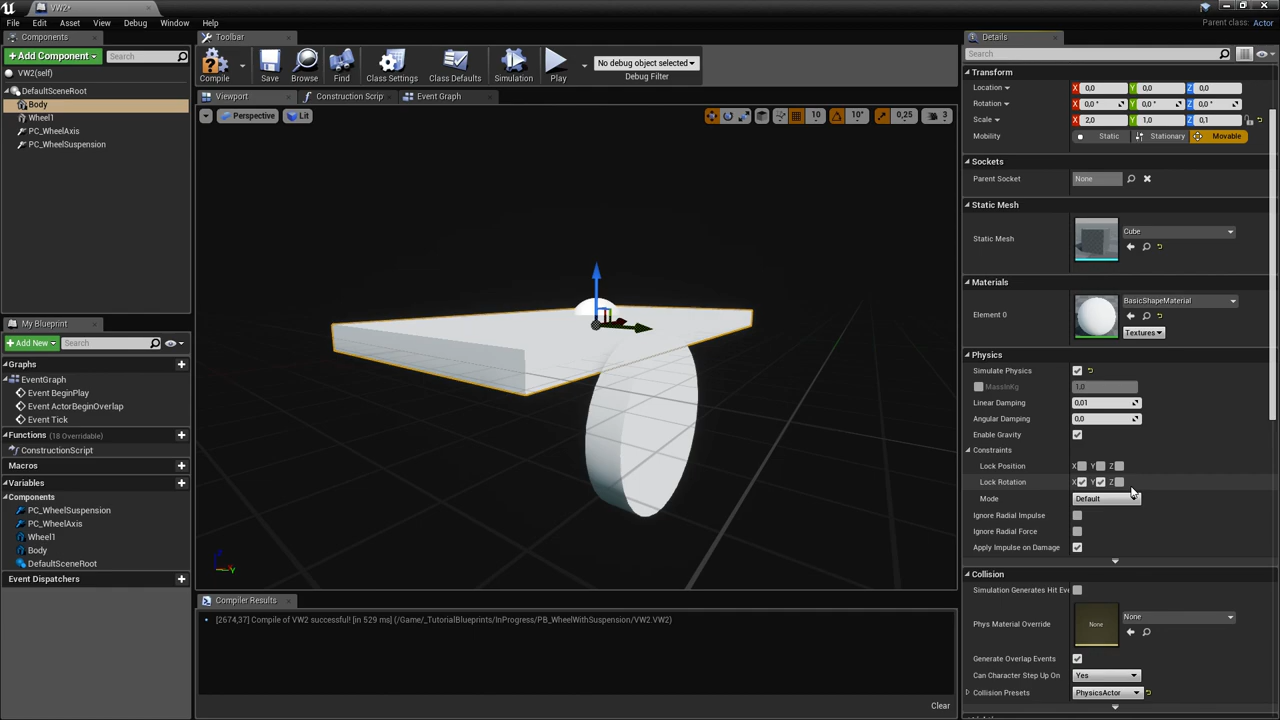 VW2*
File Edit Asset View Debug Window Help
Parent class: Actor
Components
+ Add Component
Search
VW2(self)
DefaultSceneRoot
Body
Wheel1
PC_WheelAxis
PC_WheelSuspension
My Blueprint
+ Add New
Search
Graphs
EventGraph
Event BeginPlay
Event ActorBeginOverlap
Event Tick
Functions (18 Overridable)
ConstructionScript
Macros
Variables
Components
PC_WheelSuspension
PC_WheelAxis
Wheel1
Body
DefaultSceneRoot
Event Dispatchers
Toolbar
Compile
Save
Browse
Find
Class Settings
Class Defaults
Simulation
Play
No debug object selected
Debug Filter
Viewport
Construction Scrip
Event Graph
Perspective
Lit
10
10°
0,25
3
Compiler Results
[2674,37] Compile of VW2 successful! [in 529 ms] (/Game/_TutorialBlueprints/InProgress/PB_WheelWithSuspension/VW2.VW2)
Clear
Details
Search
Transform
Location X 0,0 Y 0,0 Z 0,0
Rotation X 0,0 ° Y 0,0 ° Z 0,0 °
Scale X 2,0 Y 1,0 Z 0,1
Mobility Static Stationary Movable
Sockets
Parent Socket None
Static Mesh
Static Mesh Cube
Materials
Element 0 BasicShapeMaterial
Textures
Physics
Simulate Physics
MassInKg 1,0
Linear Damping 0,01
Angular Damping 0,0
Enable Gravity
Constraints
Lock Position X Y Z
Lock Rotation X Y Z
Mode Default
Ignore Radial Impulse
Ignore Radial Force
Apply Impulse on Damage
Collision
Simulation Generates Hit Eve
Phys Material Override None None
Generate Overlap Events
Can Character Step Up On Yes
Collision Presets PhysicsActor